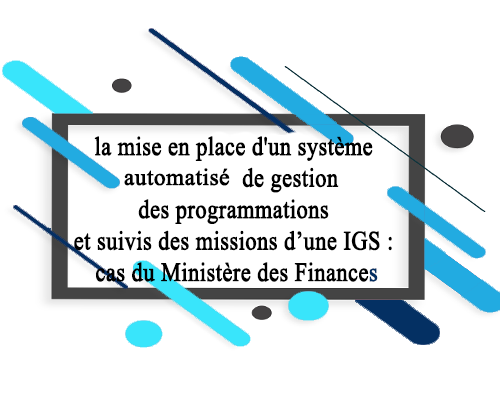 la mise en place d'un système
automatisé de gestion
des programmations
et suivis des missions d’une IGS :
cas du Ministère des Finances